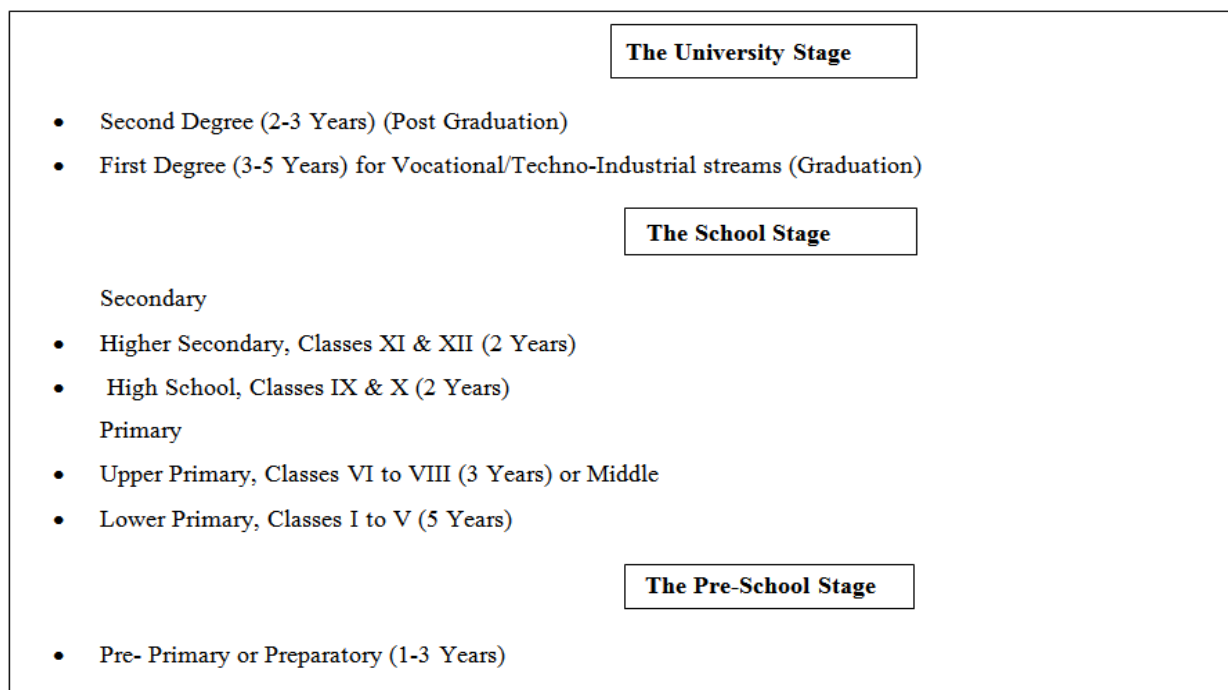 The University Stage
• Second Degree (2-3 Years) (Post Graduation)
• First Degree (3-5 Years) for Vocational/Techno-Industrial streams (Graduation)
The School Stage
Secondary
• Higher Secondary, Classes XI & XII (2 Years)
• High School, Classes IX & X (2 Years)
Primary
• Upper Primary, Classes VI to VIII (3 Years) or Middle
• Lower Primary, Classes I to V (5 Years)
The Pre-School Stage
• Pre- Primary or Preparatory (1-3 Years)